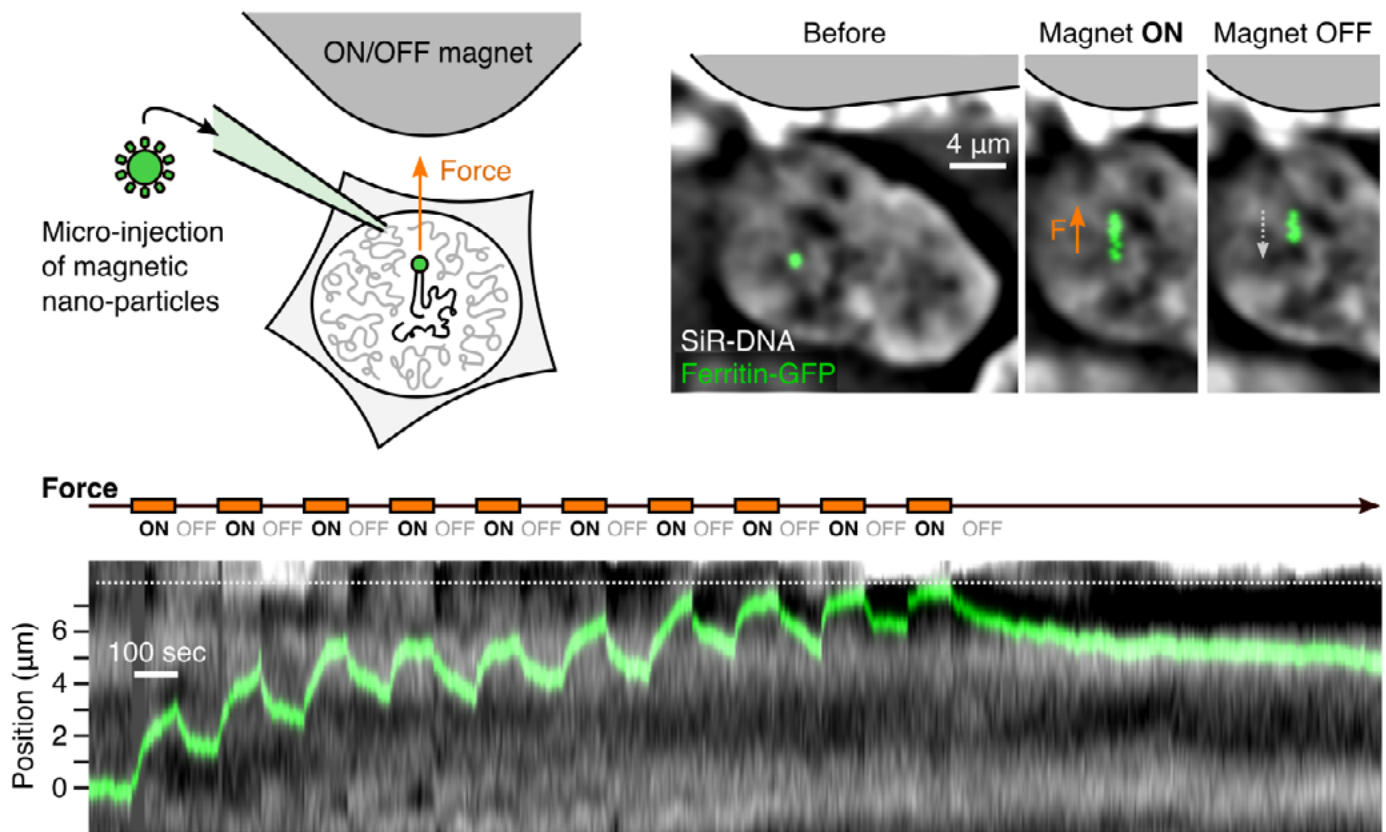 ON/OFF magnet
Force
Micro-injection
of magnetic
nano-particles
Before
Magnet ON
Magnet OFF
4 µm
F
SiR-DNA
Ferritin-GFP
Force
ON OFF ON OFF ON OFF ON OFF ON OFF ON OFF ON OFF ON OFF ON OFF ON OFF
Position (µm)
6
4
2
0
100 sec